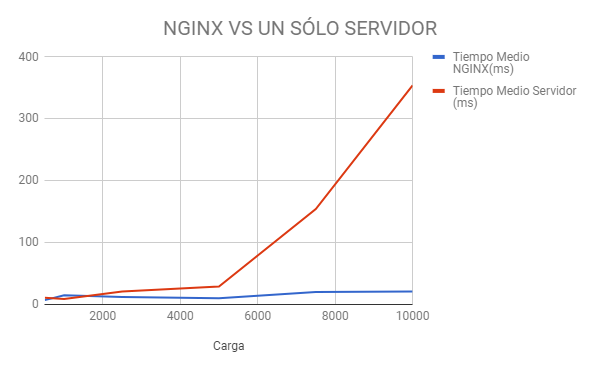 NGINX VS UN SÓLO SERVIDOR
Tiempo Medio
NGINX(ms)
Tiempo Medio Servidor
(ms)
400
300
200
100
0
2000 4000 6000 8000 10000
Carga